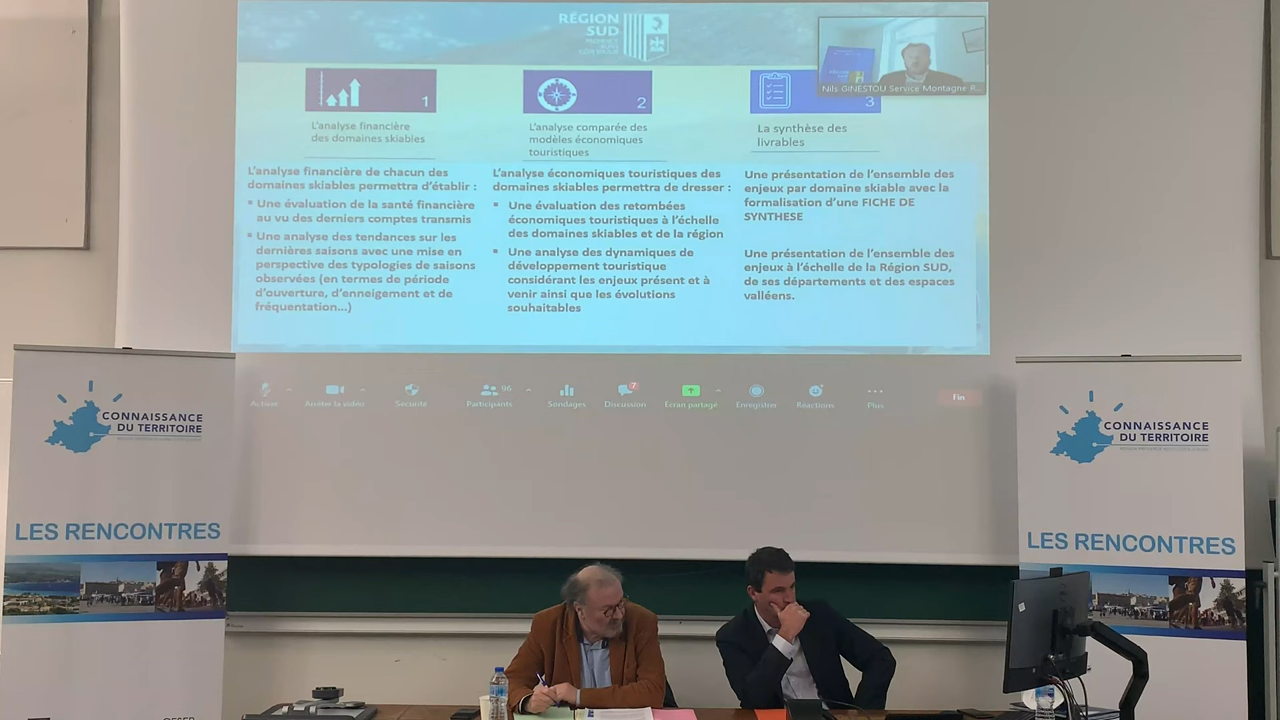 RÉGION
SUD
Nils GINESTOU Service Montagne R...
1
L'analyse financière
des domaines skiables
2
L'analyse comparée des
modèles économiques
touristiques
3
La synthèse des
livrables
L'analyse financière de chacun des
domaines skiables permettra d'établir :
▪ Une évaluation de la santé financière
au vu des derniers comptes transmis
▪ Une analyse des tendances sur les
dernières saisons avec une mise en
perspective des typologies de saisons
observées (en termes de période
d'ouverture, d'enneigement et de
fréquentation...)
L'analyse économiques touristiques des
domaines skiables permettra de dresser :
▪ Une évaluation des retombées
économiques touristiques à l'échelle
des domaines skiables et de la région
▪ Une analyse des dynamiques de
développement touristique
considérant les enjeux présent et à
venir ainsi que les évolutions
souhaitables
Une présentation de l'ensemble des
enjeux par domaine skiable avec la
formalisation d'une FICHE DE
SYNTHESE
Une présentation de l'ensemble des
enjeux à l'échelle de la Région SUD,
de ses départements et des espaces
valléens.
Activer
Arrêter la vidéo
Sécurité
Participants
96
Sondages
Discussion
7
Écran partagé
Enregistrer
Réactions
Plus
Fin
CONNAISSANCE
DU TERRITOIRE
LES RENCONTRES
CONNAISSANCE
DU TERRITOIRE
LES RENCONTRES